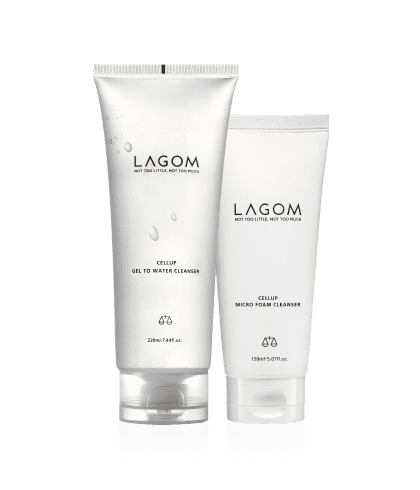 LAGOM
NOT TOO LITTLE, NOT TOO MUCH
CELLUP
GEL TO WATER CLEANSER
220ml·7.44fl.oz.
LAGOM
NOT TOO LITTLE, NOT TOO MUCH
CELLUP
MICRO FOAM CLEANSER
150ml·5.07fl.oz.